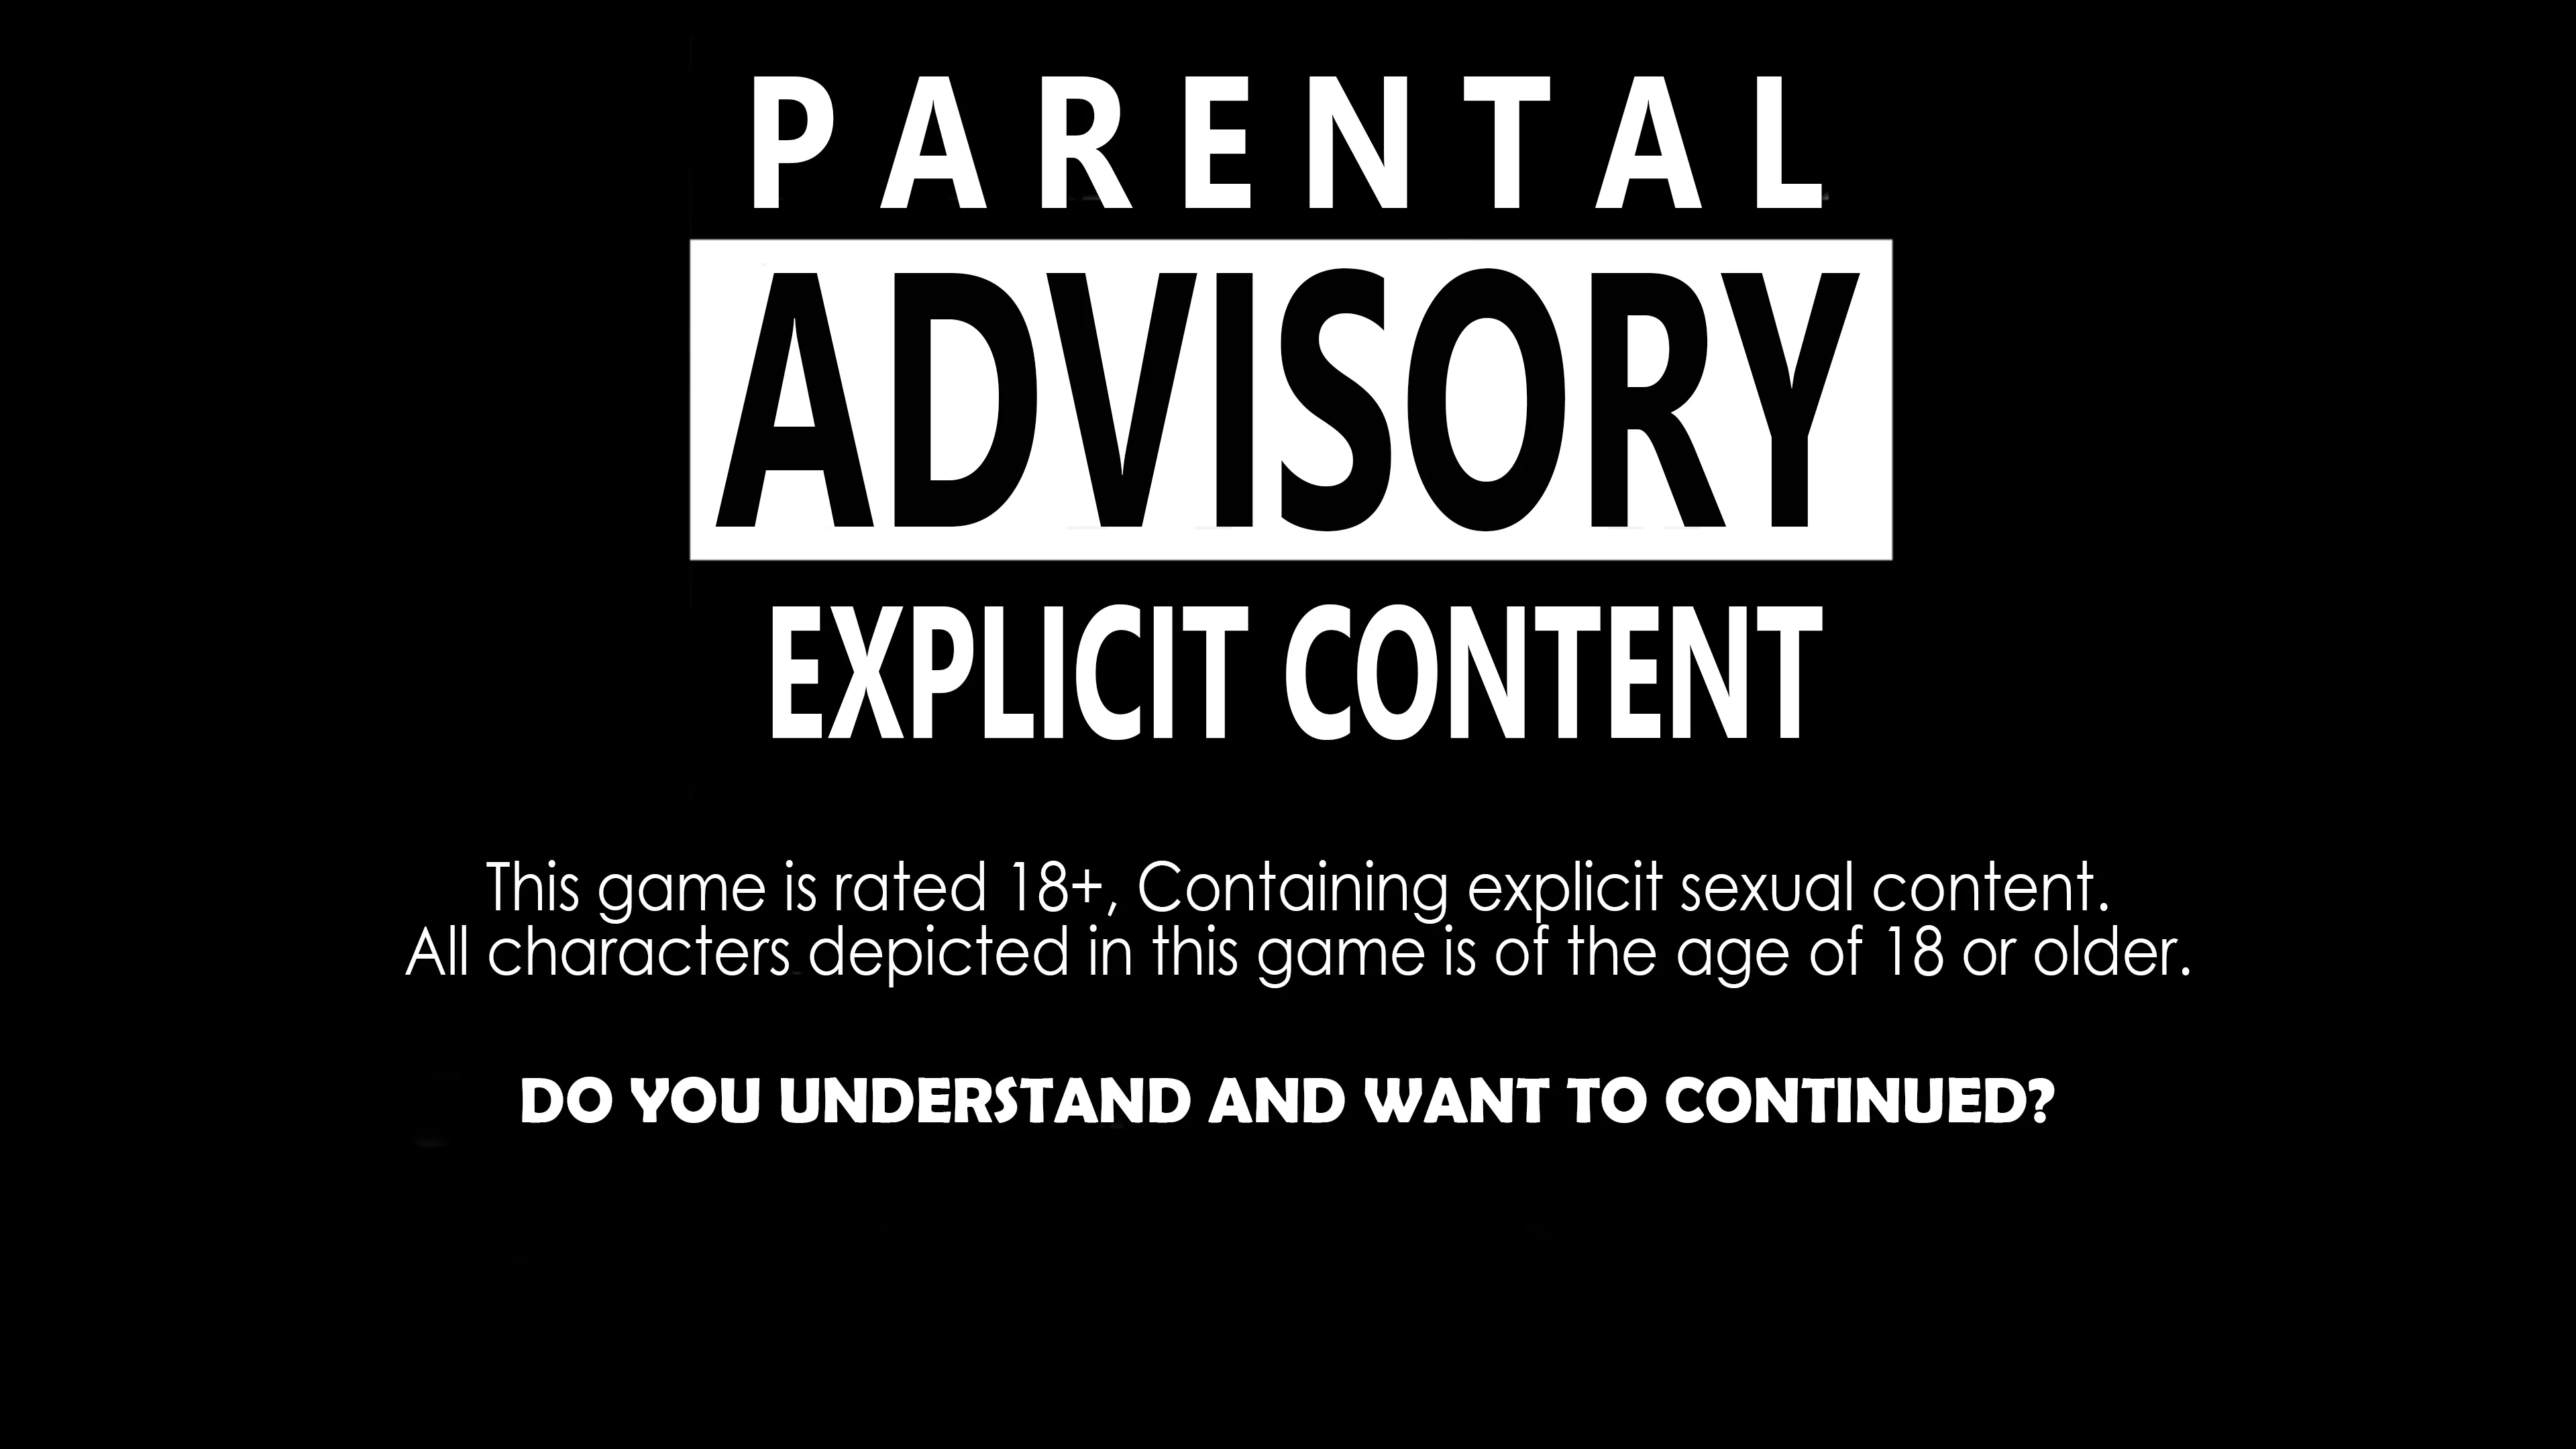 PARENTAL
ADVISORY
EXPLICIT CONTENT
This game is rated 18+, Containing explicit sexual content.
All characters depicted in this game is of the age of 18 or older.
DO YOU UNDERSTAND AND WANT TO CONTINUED?